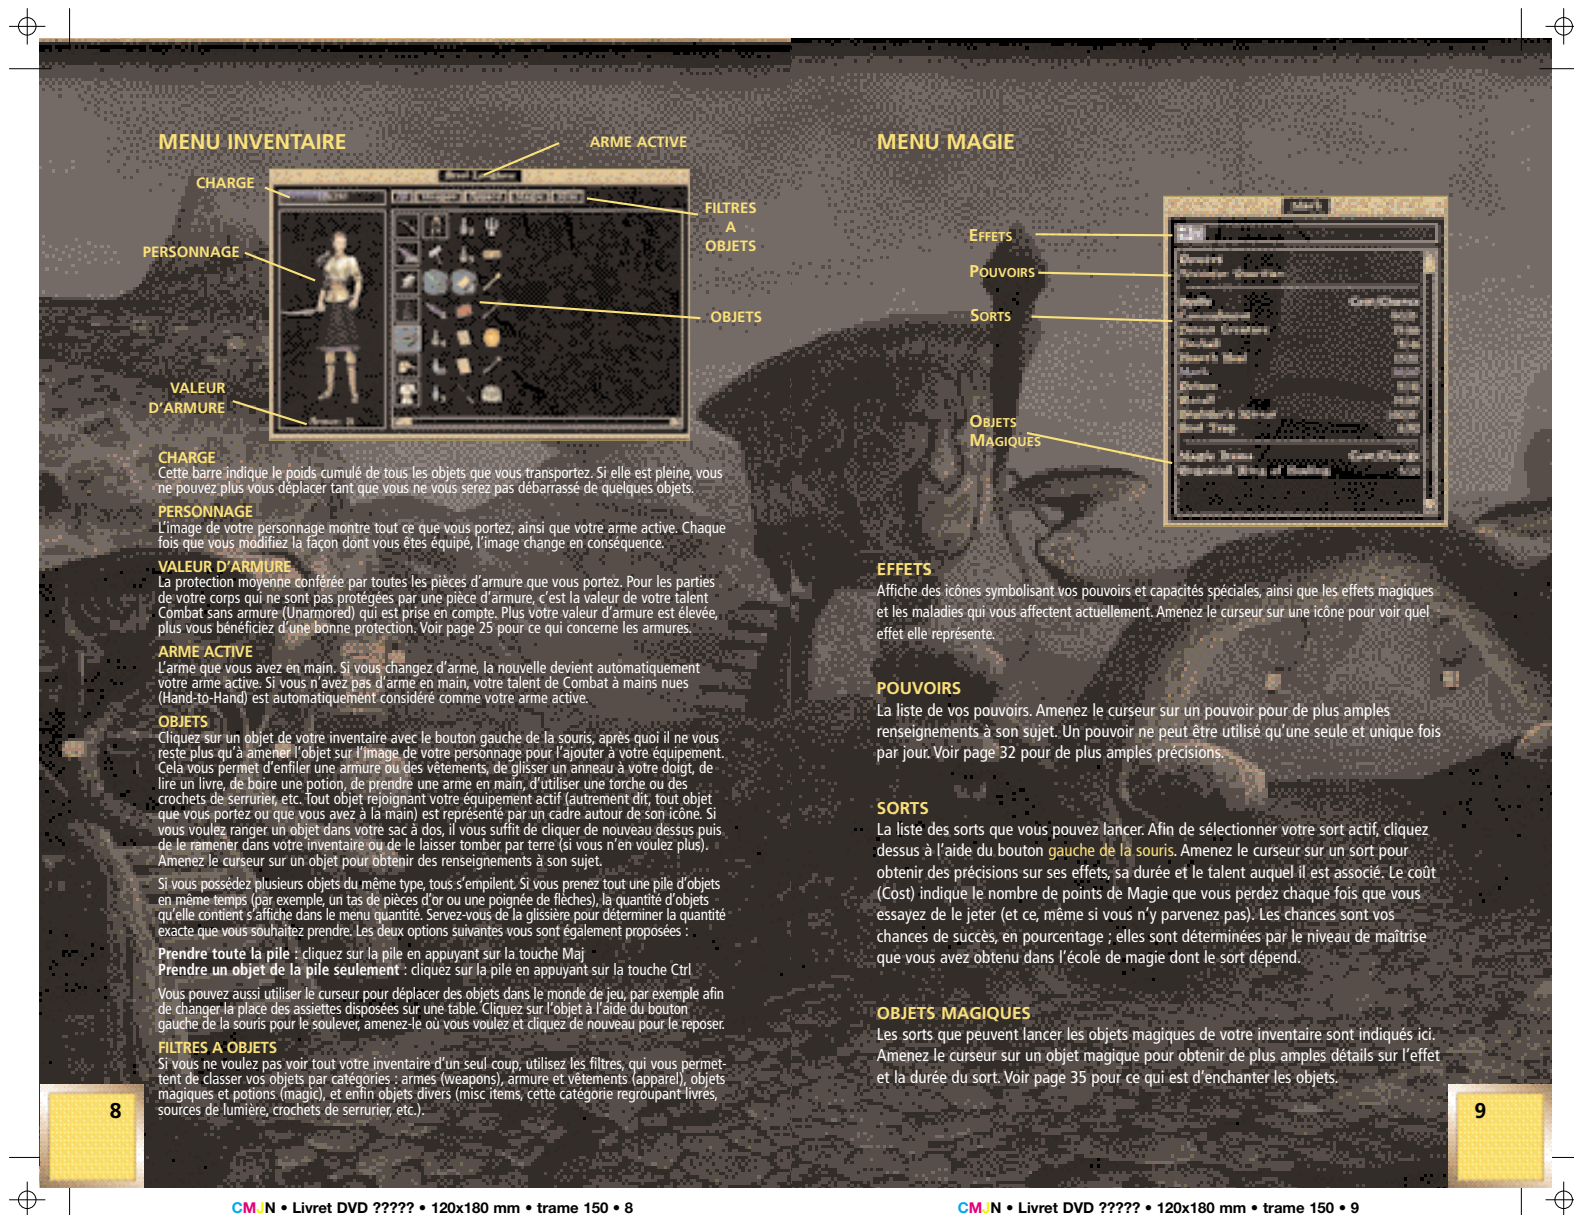 MENU INVENTAIRE
ARME ACTIVE
CHARGE
FILTRES
A
OBJETS
PERSONNAGE
OBJETS
VALEUR
D'ARMURE
CHARGE
Cette barre indique le poids cumulé de tous les objets que vous transportez. Si elle est pleine, vous
ne pouvez plus vous déplacer tant que vous ne vous serez pas débarrassé de quelques objets.
PERSONNAGE
L'image de votre personnage montre tout ce que vous portez, ainsi que votre arme active. Chaque
fois que vous modifiez la façon dont vous êtes équipé, l'image change en conséquence.
VALEUR D'ARMURE
La protection moyenne conférée par toutes les pièces d'armure que vous portez. Pour les parties
de votre corps qui ne sont pas protégées par une pièce d'armure, c'est la valeur de votre talent
Combat sans armure (Unarmored) qui est prise en compte. Plus votre valeur d'armure est élevée,
plus vous bénéficiez d'une bonne protection. Voir page 25 pour ce qui concerne les armures.
ARME ACTIVE
L'arme que vous avez en main. Si vous changez d'arme, la nouvelle devient automatiquement
votre arme active. Si vous n'avez pas d'arme en main, votre talent de Combat à mains nues
(Hand-to-Hand) est automatiquement considéré comme votre arme active.
OBJETS
Cliquez sur un objet de votre inventaire avec le bouton gauche de la souris, après quoi il ne vous
reste plus qu'à amener l'objet sur l'image de votre personnage pour l'ajouter à votre équipement.
Cela vous permet d'enfiler une armure ou des vêtements, de glisser un anneau à votre doigt, de
lire un livre, de boire une potion, de prendre une arme en main, d'utiliser une torche ou des
crochets de serrurier, etc. Tout objet rejoignant votre équipement actif (autrement dit, tout objet
que vous portez ou que vous avez à la main) est représenté par un cadre autour de son icône. Si
vous voulez ranger un objet dans votre sac à dos, il vous suffit de cliquer de nouveau dessus puis
de le ramener dans votre inventaire ou de le laisser tomber par terre (si vous n'en voulez plus).
Amenez le curseur sur un objet pour obtenir des renseignements à son sujet.
Si vous possédez plusieurs objets du même type, tous s'empilent. Si vous prenez tout une pile d'objets
en même temps (par exemple, un tas de pièces d'or ou une poignée de flèches), la quantité d'objets
qu'elle contient s'affiche dans le menu quantité. Servez-vous de la glissière pour déterminer la quantité
exacte que vous souhaitez prendre. Les deux options suivantes vous sont également proposées :
Prendre toute la pile : cliquez sur la pile en appuyant sur la touche Maj
Prendre un objet de la pile seulement : cliquez sur la pile en appuyant sur la touche Ctrl
Vous pouvez aussi utiliser le curseur pour déplacer des objets dans le monde de jeu, par exemple afin
de changer la place des assiettes disposées sur une table. Cliquez sur l'objet à l'aide du bouton
gauche de la souris pour le soulever, amenez-le où vous voulez et cliquez de nouveau pour le reposer.
FILTRES A OBJETS
Si vous ne voulez pas voir tout votre inventaire d'un seul coup, utilisez les filtres, qui vous permet-
tent de classer vos objets par catégories : armes (weapons), armure et vêtements (apparel), objets
magiques et potions (magic), et enfin objets divers (misc items, cette catégorie regroupant livres,
sources de lumière, crochets de serrurier, etc.).
8
CMJN • Livret DVD ????? • 120x180 mm • trame 150 • 8
MENU MAGIE
EFFETS
POUVOIRS
SORTS
OBJETS
MAGIQUES
EFFETS
Affiche des icônes symbolisant vos pouvoirs et capacités spéciales, ainsi que les effets magiques
et les maladies qui vous affectent actuellement. Amenez le curseur sur une icône pour voir quel
effet elle représente.
POUVOIRS
La liste de vos pouvoirs. Amenez le curseur sur un pouvoir pour de plus amples
renseignements à son sujet. Un pouvoir ne peut être utilisé qu'une seule et unique fois
par jour. Voir page 32 pour de plus amples précisions.
SORTS
La liste des sorts que vous pouvez lancer. Afin de sélectionner votre sort actif, cliquez
dessus à l'aide du bouton gauche de la souris. Amenez le curseur sur un sort pour
obtenir des précisions sur ses effets, sa durée et le talent auquel il est associé. Le coût
(Cost) indique le nombre de points de Magie que vous perdez chaque fois que vous
essayez de le jeter (et ce, même si vous n'y parvenez pas). Les chances sont vos
chances de succès, en pourcentage ; elles sont déterminées par le niveau de maîtrise
que vous avez obtenu dans l'école de magie dont le sort dépend.
OBJETS MAGIQUES
Les sorts que peuvent lancer les objets magiques de votre inventaire sont indiqués ici.
Amenez le curseur sur un objet magique pour obtenir de plus amples détails sur l'effet
et la durée du sort. Voir page 35 pour ce qui est d'enchanter les objets.
9
CMJN • Livret DVD ????? • 120x180 mm • trame 150 • 9